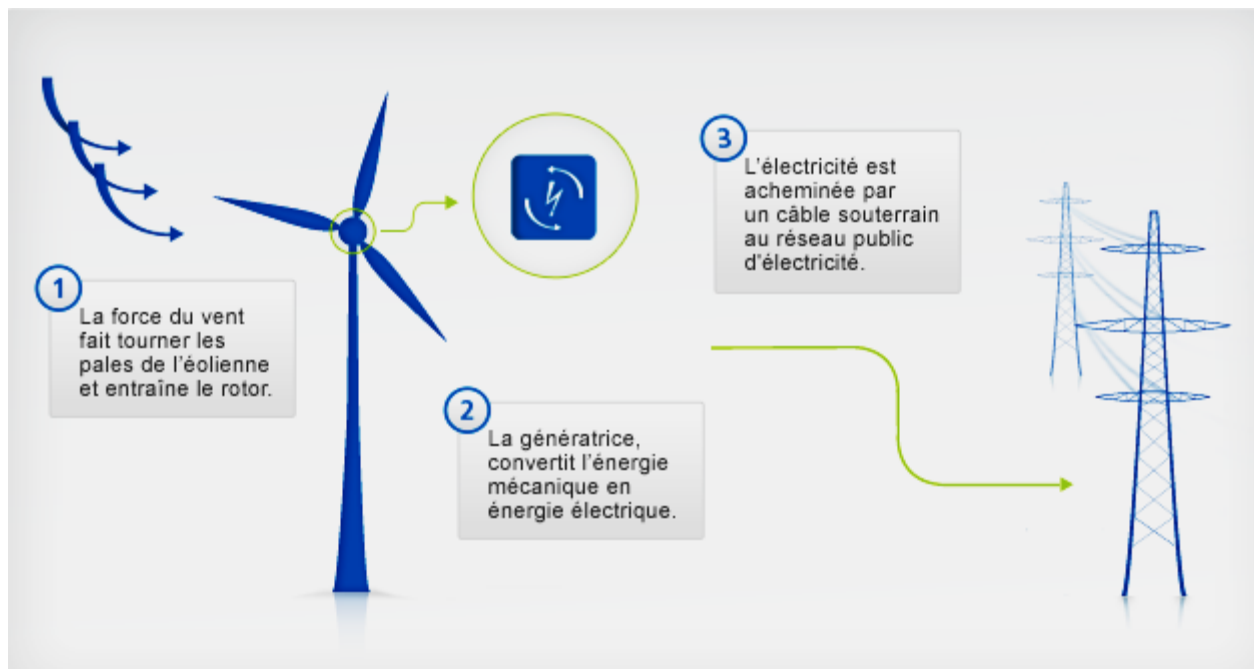 1
La force du vent
fait tourner les
pales de l'éolienne
et entraîne le rotor.
2
La génératrice,
convertit l'énergie
mécanique en
énergie électrique.
3
L'électricité est
acheminée par
un câble souterrain
au réseau public
d'électricité.